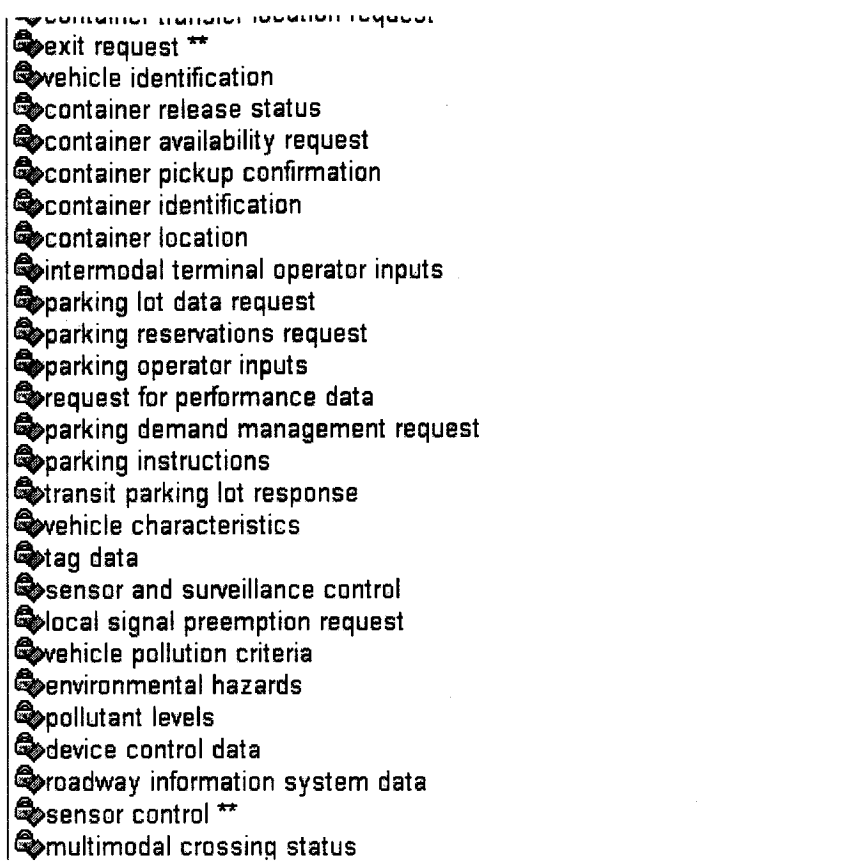 container transfer location request
exit request **
vehicle identification
container release status
container availability request
container pickup confirmation
container identification
container location
intermodal terminal operator inputs
parking lot data request
parking reservations request
parking operator inputs
request for performance data
parking demand management request
parking instructions
transit parking lot response
vehicle characteristics
tag data
sensor and surveillance control
local signal preemption request
vehicle pollution criteria
environmental hazards
pollutant levels
device control data
roadway information system data
sensor control **
multimodal crossing status